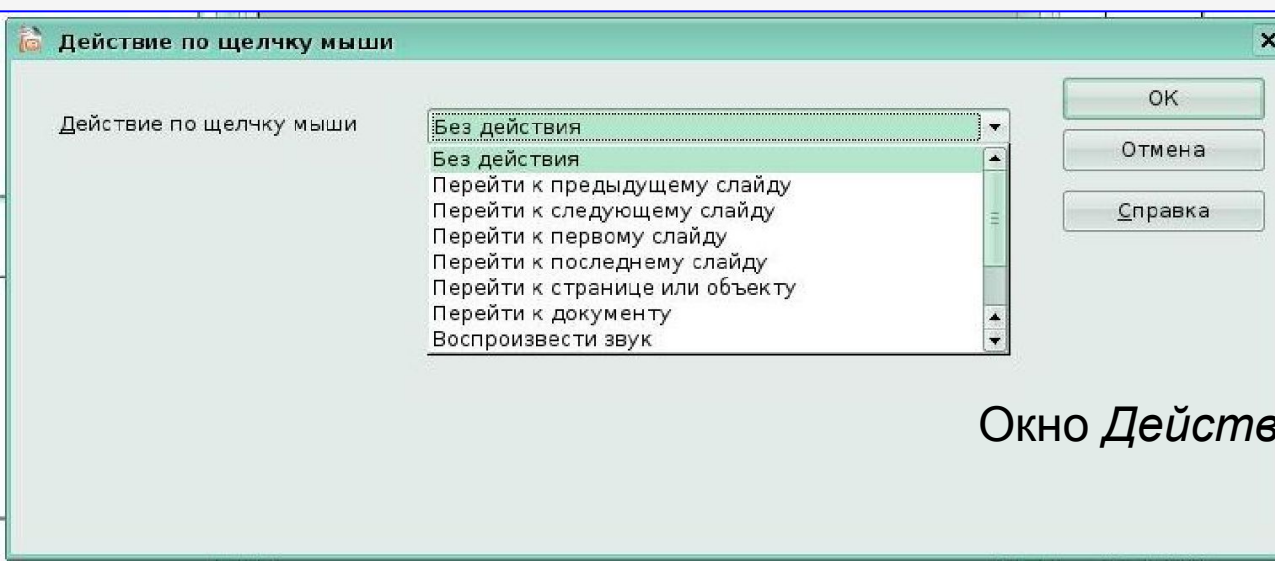 Действие по щелчку мыши
Действие по щелчку мыши
Без действия
Без действия
Перейти к предыдущему слайду
Перейти к следующему слайду
Перейти к первому слайду
Перейти к последнему слайду
Перейти к странице или объекту
Перейти к документу
Воспроизвести звук
ОК
Отмена
Справка
Окно